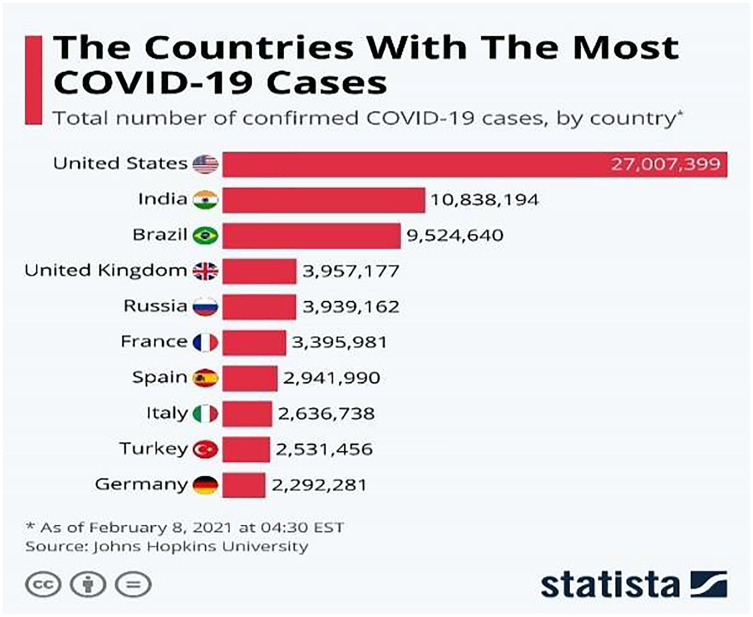 The Countries With The Most
COVID-19 Cases
Total number of confirmed COVID-19 cases, by country*
United States 27,007,399
India 10,838,194
Brazil 9,524,640
United Kingdom 3,957,177
Russia 3,939,162
France 3,395,981
Spain 2,941,990
Italy 2,636,738
Turkey 2,531,456
Germany 2,292,281
* As of February 8, 2021 at 04:30 EST
Source: Johns Hopkins University
cc = statista